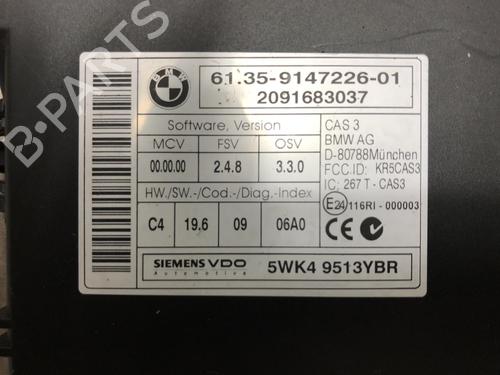 BMW
61.35-9147226-01
2091683037
Software, Version
MCV FSV OSV
00.00.00 2.4.8 3.3.0
HW./SW.-/Cod.-/Diag.-Index
C4 19.6 09 06A0
CAS 3
BMW AG
D-80788München
FCC.ID: KR5CAS3
IC: 267 T - CAS3
E24 116RI - 000003
SIEMENS VDO
Automotive
5WK4 9513YBR
B-PARTS